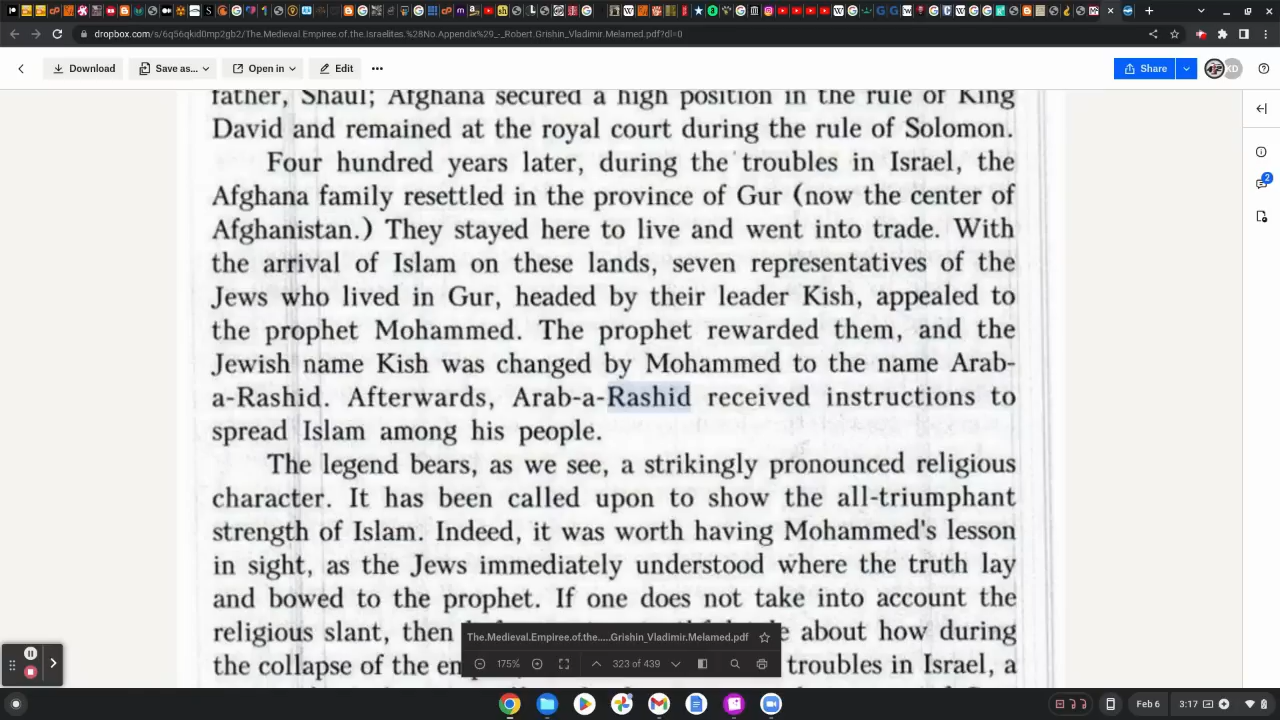 dropbox.com/s/6q56qkid0mp2gb2/The.Medieval.Empiree.of.the.Israelites.%28No.Appendix%29_-_Robert.Grishin_Vladimir.Melamed.pdf?dl=0
Download Save as... Open in Edit Share KD
father, Shaul; Afghana secured a high position in the rule of King
David and remained at the royal court during the rule of Solomon.
Four hundred years later, during the troubles in Israel, the
Afghana family resettled in the province of Gur (now the center of
Afghanistan.) They stayed here to live and went into trade. With
the arrival of Islam on these lands, seven representatives of the
Jews who lived in Gur, headed by their leader Kish, appealed to
the prophet Mohammed. The prophet rewarded them, and the
Jewish name Kish was changed by Mohammed to the name Arab-
a-Rashid. Afterwards, Arab-a-Rashid received instructions to
spread Islam among his people.
The legend bears, as we see, a strikingly pronounced religious
character. It has been called upon to show the all-triumphant
strength of Islam. Indeed, it was worth having Mohammed's lesson
in sight, as the Jews immediately understood where the truth lay
and bowed to the prophet. If one does not take into account the
religious slant, then about how during
the collapse of the troubles in Israel, a
2
The.Medieval.Empiree.of.the.....Grishin_Vladimir.Melamed.pdf
175% 323 of 439
Feb 6 3:17